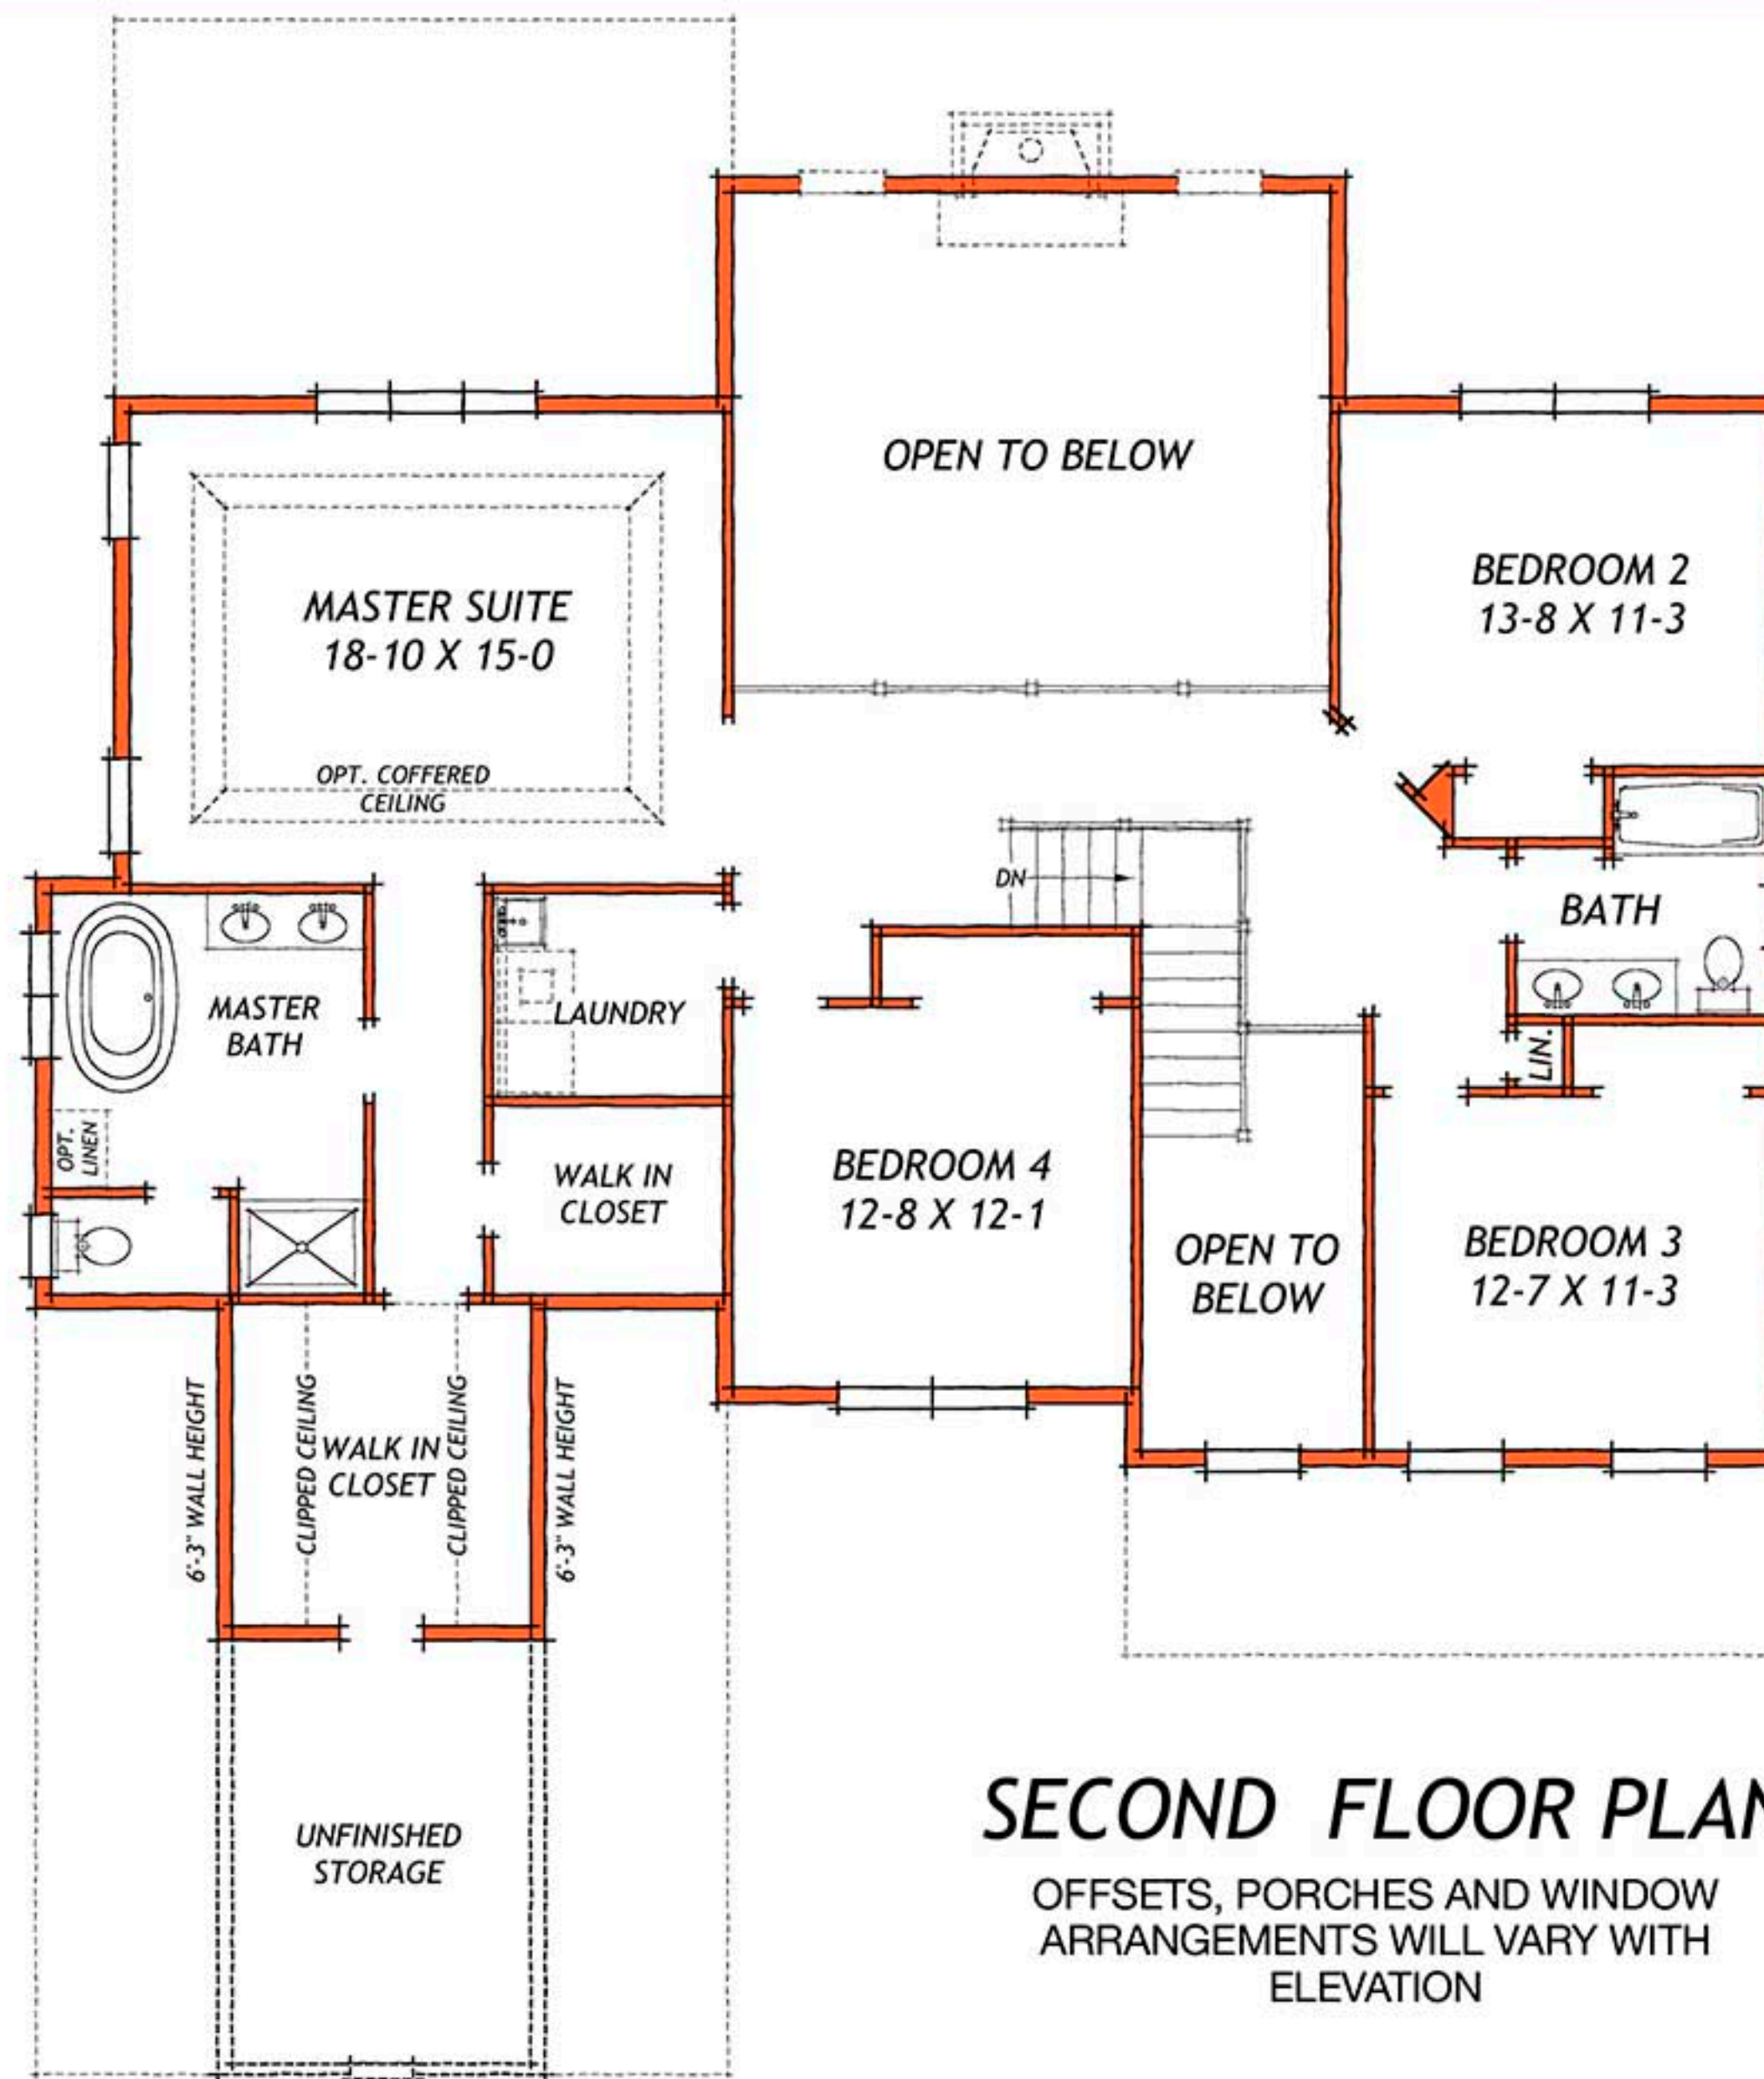 OPEN TO BELOW
BEDROOM 2
13-8 X 11-3
MASTER SUITE
18-10 X 15-0
OPT. COFFERED
CEILING
DN
BATH
MASTER
BATH
LAUNDRY
LIN.
OPT.
LINEN
WALK IN
CLOSET
BEDROOM 4
12-8 X 12-1
OPEN TO
BELOW
BEDROOM 3
12-7 X 11-3
6'-3" WALL HEIGHT
CLIPPED CEILING
WALK IN
CLOSET
CLIPPED CEILING
6'-3" WALL HEIGHT
UNFINISHED
STORAGE
SECOND FLOOR PLAN
OFFSETS, PORCHES AND WINDOW
ARRANGEMENTS WILL VARY WITH
ELEVATION